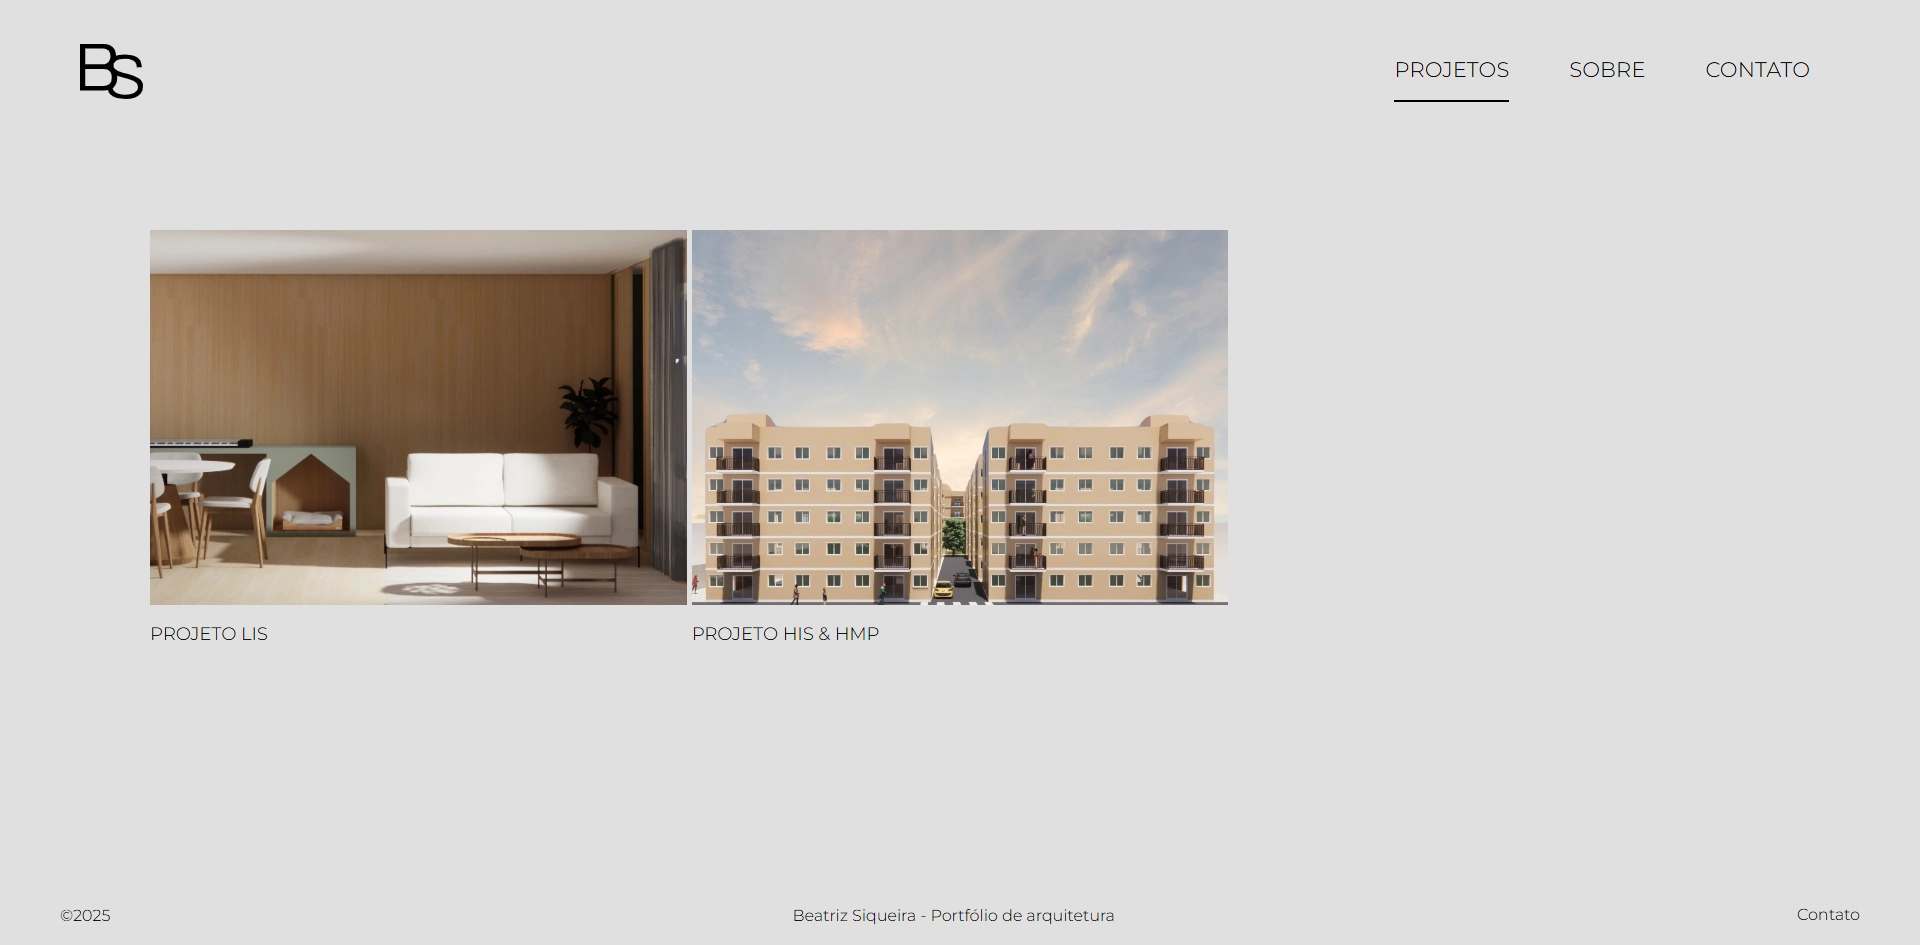 BS
PROJETOS SOBRE CONTATO
PROJETO LIS
PROJETO HIS & HMP
©2025
Beatriz Siqueira - Portfólio de arquitetura
Contato